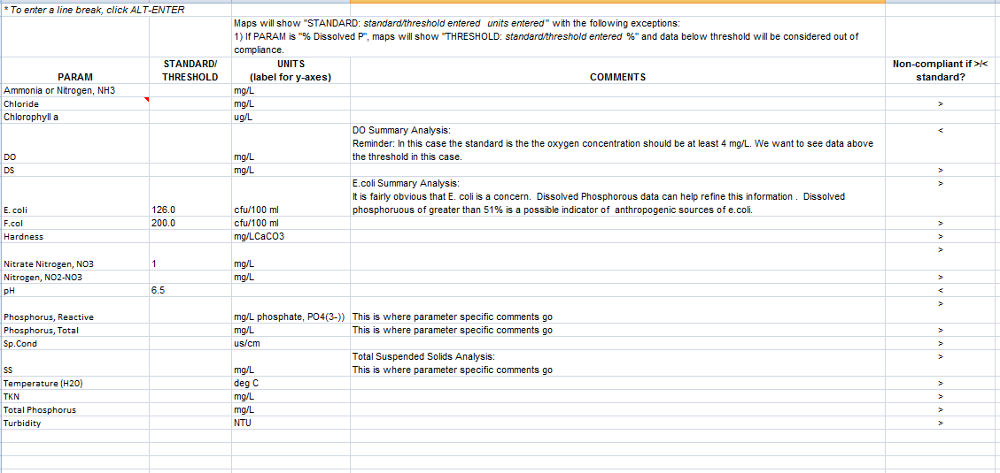 * To enter a line break, click ALT-ENTER
Maps will show "STANDARD: standard/threshold entered units entered" with the following exceptions:
1) If PARAM is "% Dissolved P", maps will show "THRESHOLD: standard/threshold entered %" and data below threshold will be considered out of
compliance.
STANDARD/ UNITS Non-compliant if >/<
PARAM THRESHOLD (label for y-axes) COMMENTS standard?
Ammonia or Nitrogen, NH3 mg/L
Chloride mg/L >
Chlorophyll a ug/L
DO Summary Analysis: <
Reminder: In this case the standard is the the oxygen concentration should be at least 4 mg/L. We want to see data above
DO mg/L the threshold in this case.
DS mg/L >
E.coli Summary Analysis: >
It is fairly obvious that E. coli is a concern. Dissolved Phosphorous data can help refine this information . Dissolved
E. coli 126.0 cfu/100 ml phosphoruous of greater than 51% is a possible indicator of anthropogenic sources of e.coli.
F.col 200.0 cfu/100 ml >
Hardness mg/LCaCO3 >
>
Nitrate Nitrogen, NO3 1 mg/L
Nitrogen, NO2-NO3 mg/L >
pH 6.5 <
>
Phosphorus, Reactive mg/L phosphate, PO4(3-)) This is where parameter specific comments go
Phosphorus, Total mg/L This is where parameter specific comments go >
Sp.Cond us/cm >
Total Suspended Solids Analysis: >
SS mg/L This is where parameter specific comments go
Temperature (H20) deg C >
TKN mg/L >
Total Phosphorus mg/L >
Turbidity NTU >